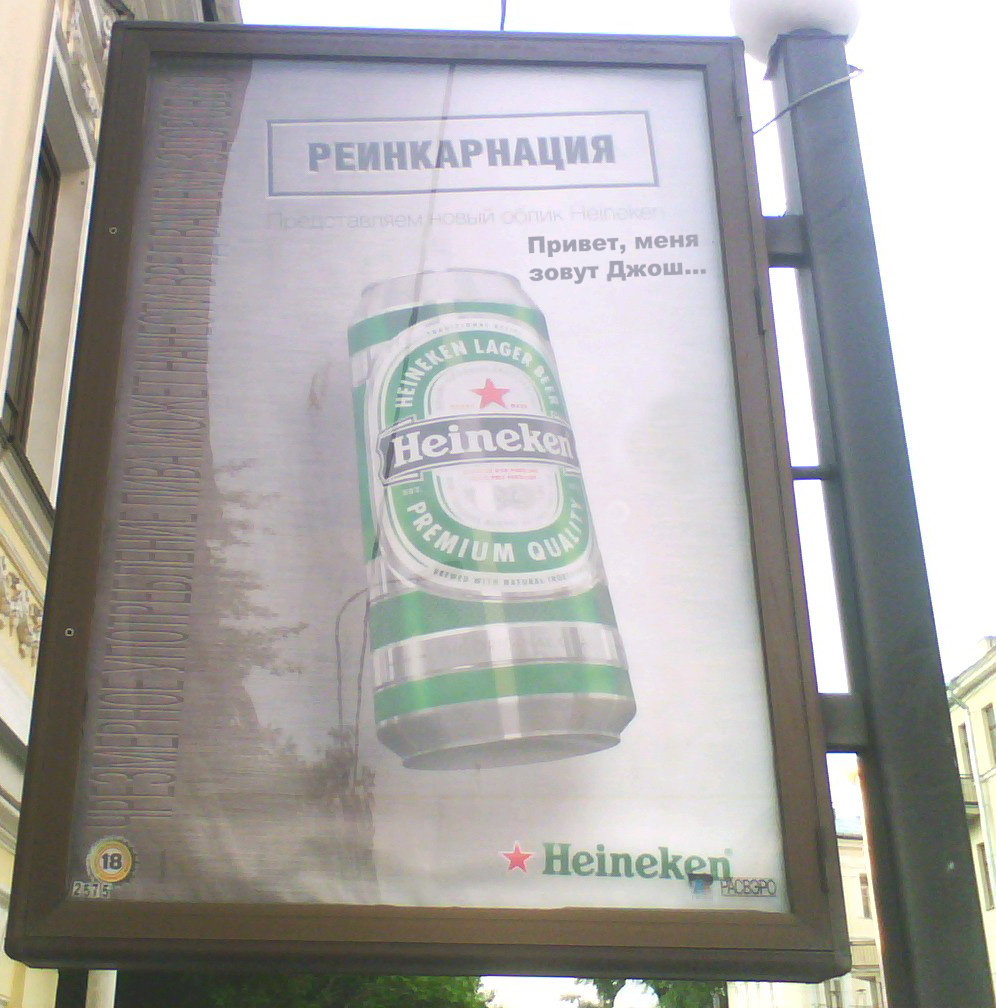 РЕИНКАРНАЦИЯ
Представляем новый облик Heineken
Привет, меня
зовут Джош...
HEINEKEN LAGER BEER
Heineken
PREMIUM QUALITY
BREWED WITH NATURAL
ЧРЕЗМЕРНОЕ УПОТРЕБЛЕНИЕ ПИВА МОЖЕТ НАНЕСТИ ВРЕД ВАШЕМУ ЗДОРОВЬЮ
18
2575
Heineken
РАСВЭРО